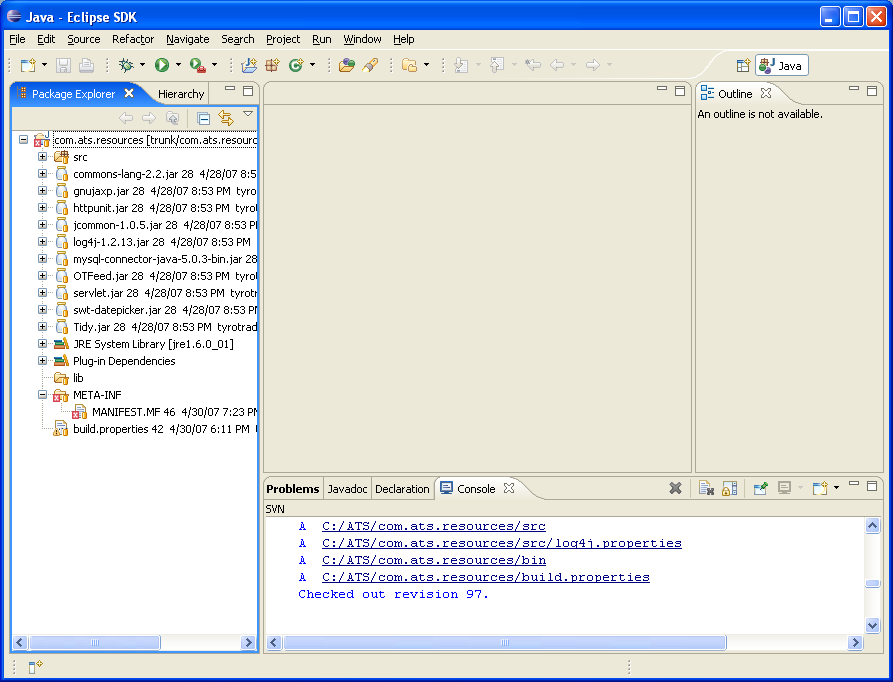 Java - Eclipse SDK
File Edit Source Refactor Navigate Search Project Run Window Help
Java
Package Explorer Hierarchy
Outline
An outline is not available.
com.ats.resources [trunk/com.ats.resourc
src
commons-lang-2.2.jar 28 4/28/07 8:5
gnujaxp.jar 28 4/28/07 8:53 PM tyro
httpunit.jar 28 4/28/07 8:53 PM tyrot
jcommon-1.0.5.jar 28 4/28/07 8:53 P
log4j-1.2.13.jar 28 4/28/07 8:53 PM
mysql-connector-java-5.0.3-bin.jar 28
OTFeed.jar 28 4/28/07 8:53 PM tyrot
servlet.jar 28 4/28/07 8:53 PM tyrotr
swt-datepicker.jar 28 4/28/07 8:53 P
Tidy.jar 28 4/28/07 8:53 PM tyrotrad
JRE System Library [jre1.6.0_01]
Plug-in Dependencies
lib
META-INF
MANIFEST.MF 46 4/30/07 7:23 PM
build.properties 42 4/30/07 6:11 PM
Problems Javadoc Declaration Console
SVN
A C:/ATS/com.ats.resources/src
A C:/ATS/com.ats.resources/src/log4j.properties
A C:/ATS/com.ats.resources/bin
A C:/ATS/com.ats.resources/build.properties
Checked out revision 97.